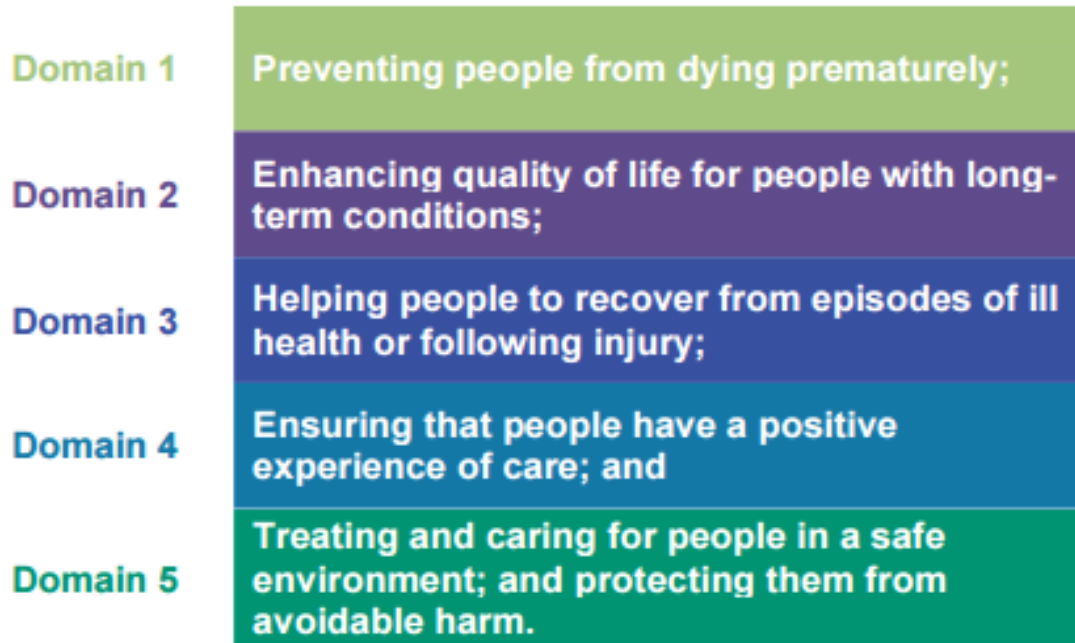 Domain 1
Preventing people from dying prematurely;
Domain 2
Enhancing quality of life for people with long-
term conditions;
Domain 3
Helping people to recover from episodes of ill
health or following injury;
Domain 4
Ensuring that people have a positive
experience of care; and
Domain 5
Treating and caring for people in a safe
environment; and protecting them from
avoidable harm.